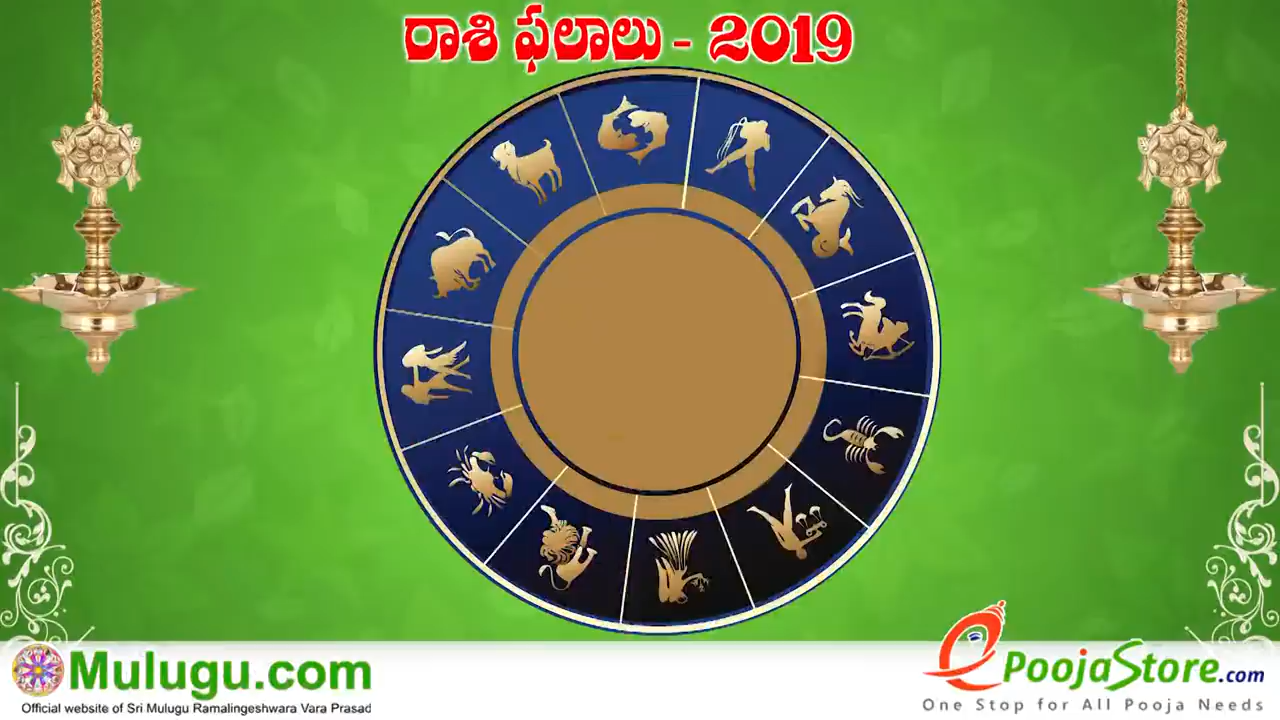 రాశి ఫలాలు - 2019
Mulugu.com
Official website of Sri Mulugu Ramalingeshwara Vara Prasad
ePoojaStore.com
One Stop for All Pooja Needs